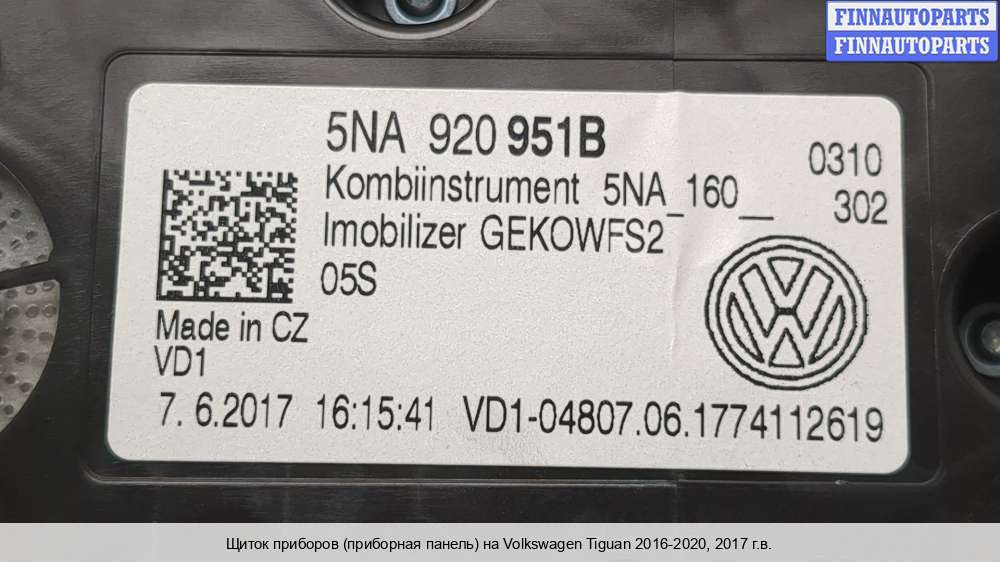 FINNAUTOPARTS
FINNAUTOPARTS
5NA 920 951B
0310
Kombiinstrument 5NA_160__
302
Imobilizer GEKOWFS2
05S
Made in CZ
VD1
7. 6.2017 16:15:41 VD1-04807.06.1774112619
Щиток приборов (приборная панель) на Volkswagen Tiguan 2016-2020, 2017 г.в.